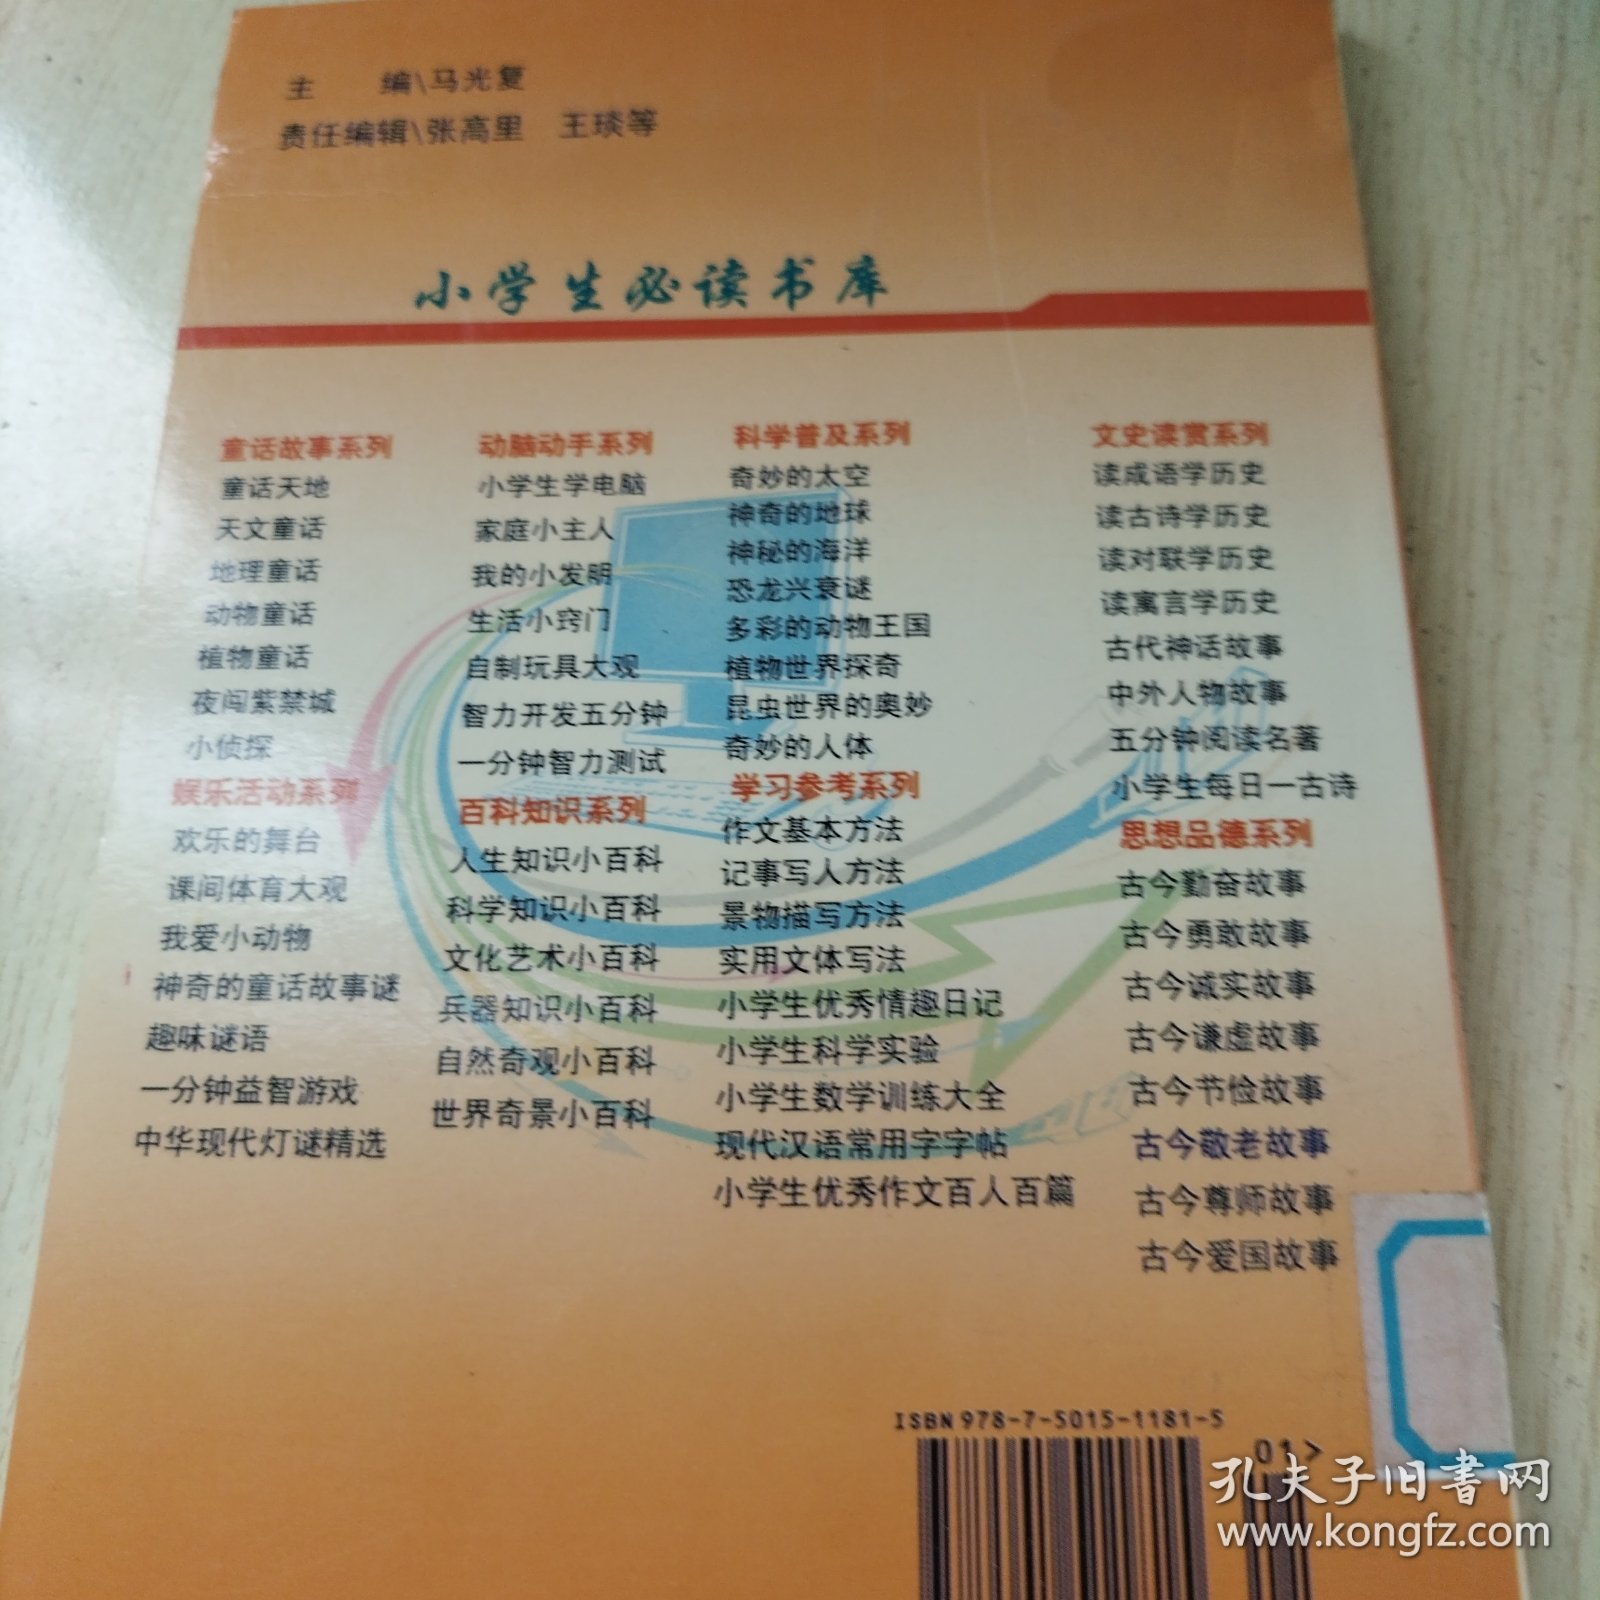 主 编\马光复
责任编辑\张高里 王琰等
小学生必读书库
童话故事系列
童话天地
天文童话
地理童话
动物童话
植物童话
夜闯紫禁城
小侦探
娱乐活动系列
欢乐的舞台
课间体育大观
我爱小动物
神奇的童话故事谜
趣味谜语
一分钟益智游戏
中华现代灯谜精选
动脑动手系列
小学生学电脑
家庭小主人
我的小发明
生活小窍门
自制玩具大观
智力开发五分钟
一分钟智力测试
百科知识系列
人生知识小百科
科学知识小百科
文化艺术小百科
兵器知识小百科
自然奇观小百科
世界奇景小百科
科学普及系列
奇妙的太空
神奇的地球
神秘的海洋
恐龙兴衰谜
多彩的动物王国
植物世界探奇
昆虫世界的奥妙
奇妙的人体
学习参考系列
作文基本方法
记事写人方法
景物描写方法
实用文体写法
小学生优秀情趣日记
小学生科学实验
小学生数学训练大全
现代汉语常用字字帖
小学生优秀作文百人百篇
文史读赏系列
读成语学历史
读古诗学历史
读对联学历史
读寓言学历史
古代神话故事
中外人物故事
五分钟阅读名著
小学生每日一古诗
思想品德系列
古今勤奋故事
古今勇敢故事
古今诚实故事
古今谦虚故事
古今节俭故事
古今敬老故事
古今尊师故事
古今爱国故事
ISBN 978-7-5015-1181-5
01>
孔夫子旧书网
www.kongfz.com